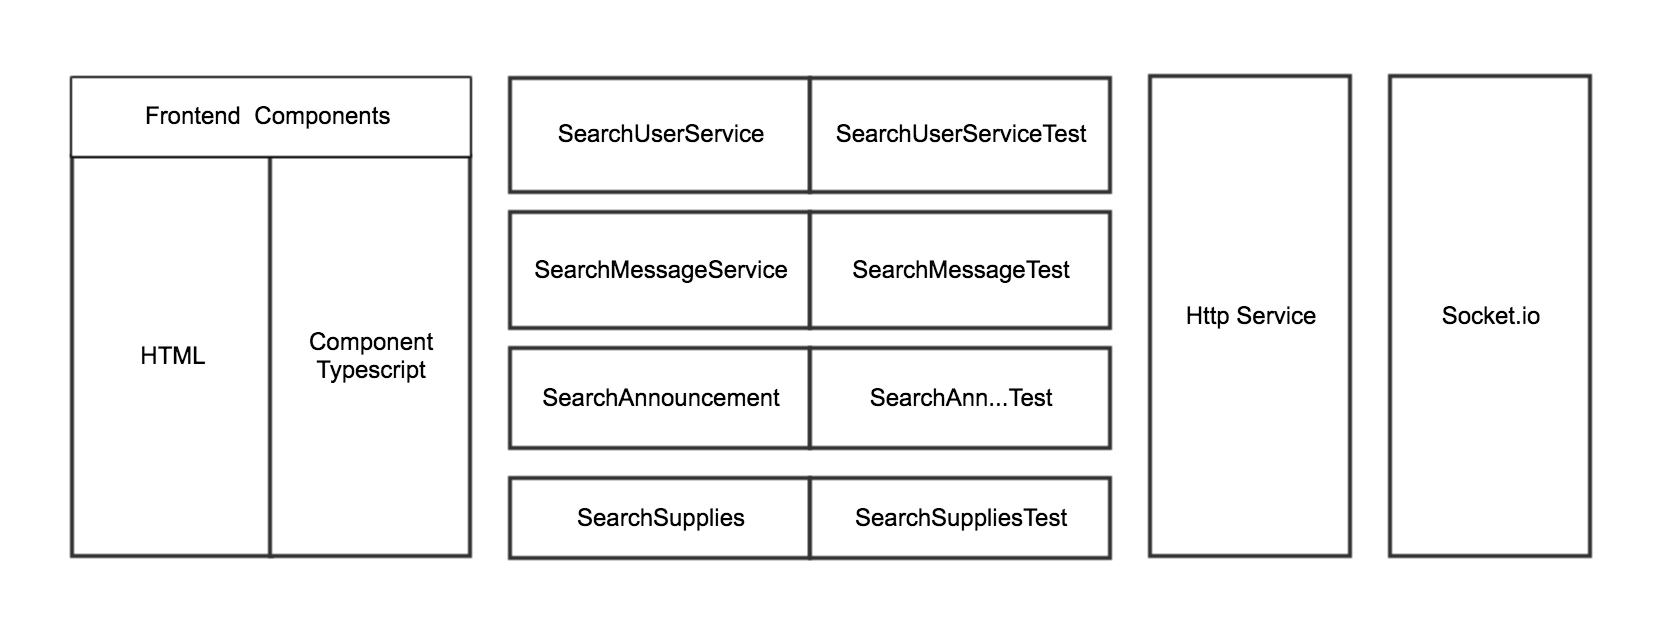 Frontend  Components
HTML
Component
Typescript
SearchUserService
SearchUserServiceTest
SearchMessageService
SearchMessageTest
SearchAnnouncement
SearchAnn...Test
SearchSupplies
SearchSuppliesTest
Http Service
Socket.io